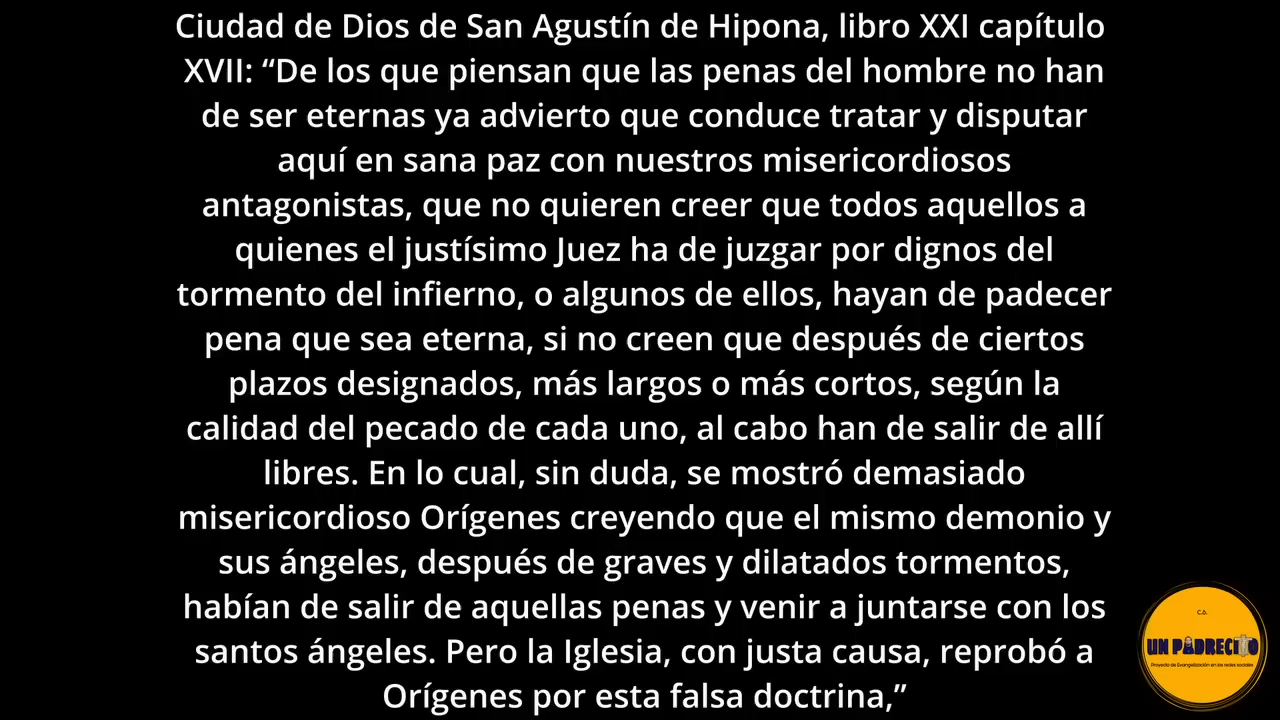 Ciudad de Dios de San Agustín de Hipona, libro XXI capítulo
XVII: “De los que piensan que las penas del hombre no han
de ser eternas ya advierto que conduce tratar y disputar
aquí en sana paz con nuestros misericordiosos
antagonistas, que no quieren creer que todos aquellos a
quienes el justísimo Juez ha de juzgar por dignos del
tormento del infierno, o algunos de ellos, hayan de padecer
pena que sea eterna, si no creen que después de ciertos
plazos designados, más largos o más cortos, según la
calidad del pecado de cada uno, al cabo han de salir de allí
libres. En lo cual, sin duda, se mostró demasiado
misericordioso Orígenes creyendo que el mismo demonio y
sus ángeles, después de graves y dilatados tormentos,
habían de salir de aquellas penas y venir a juntarse con los
santos ángeles. Pero la Iglesia, con justa causa, reprobó a
Orígenes por esta falsa doctrina,”
UN PADRECITO
Proyecto de Evangelización en las redes sociales